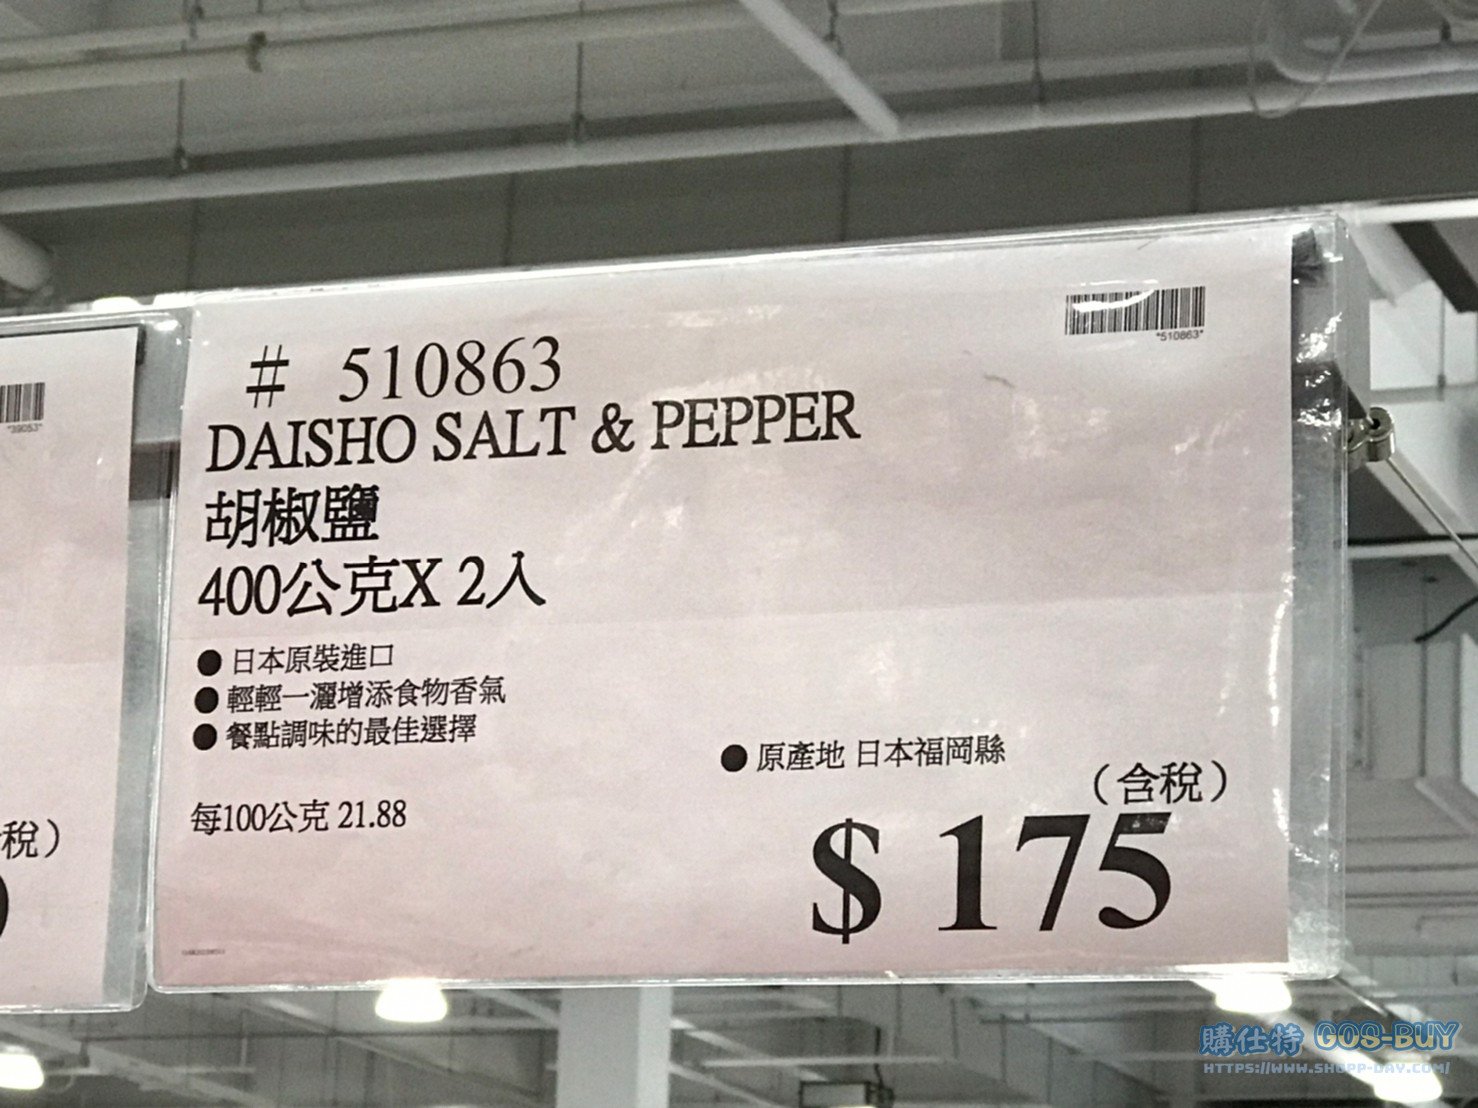 # 510863
*510863*
DAISHO SALT & PEPPER
胡椒鹽
400公克X 2入
● 日本原裝進口
● 輕輕一灑增添食物香氣
● 餐點調味的最佳選擇
● 原產地 日本福岡縣
每100公克 21.88
(含稅)
$ 175
*39053*
稅)
購仕特 COS-BUY
HTTPS://WWW.SHOPP-DAY.COM/